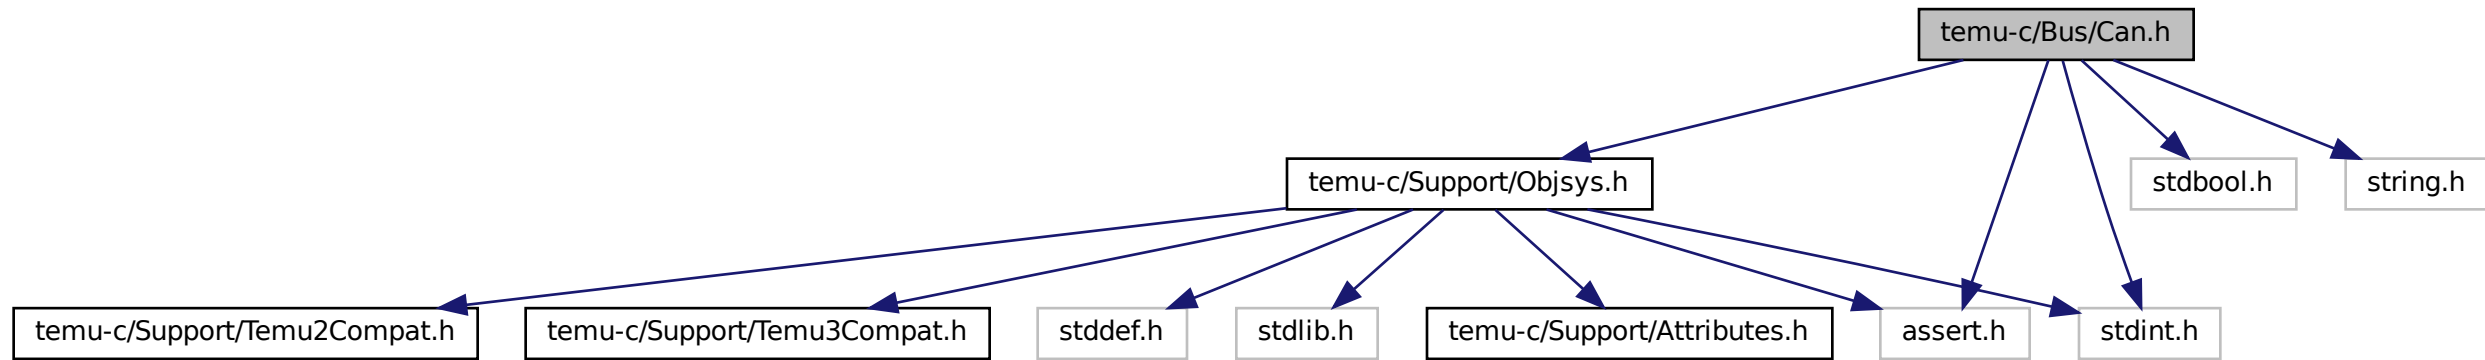 temu-c/Bus/Can.h
temu-c/Support/Objsys.h
stdbool.h
string.h
temu-c/Support/Temu2Compat.h
temu-c/Support/Temu3Compat.h
stddef.h
stdlib.h
temu-c/Support/Attributes.h
assert.h
stdint.h